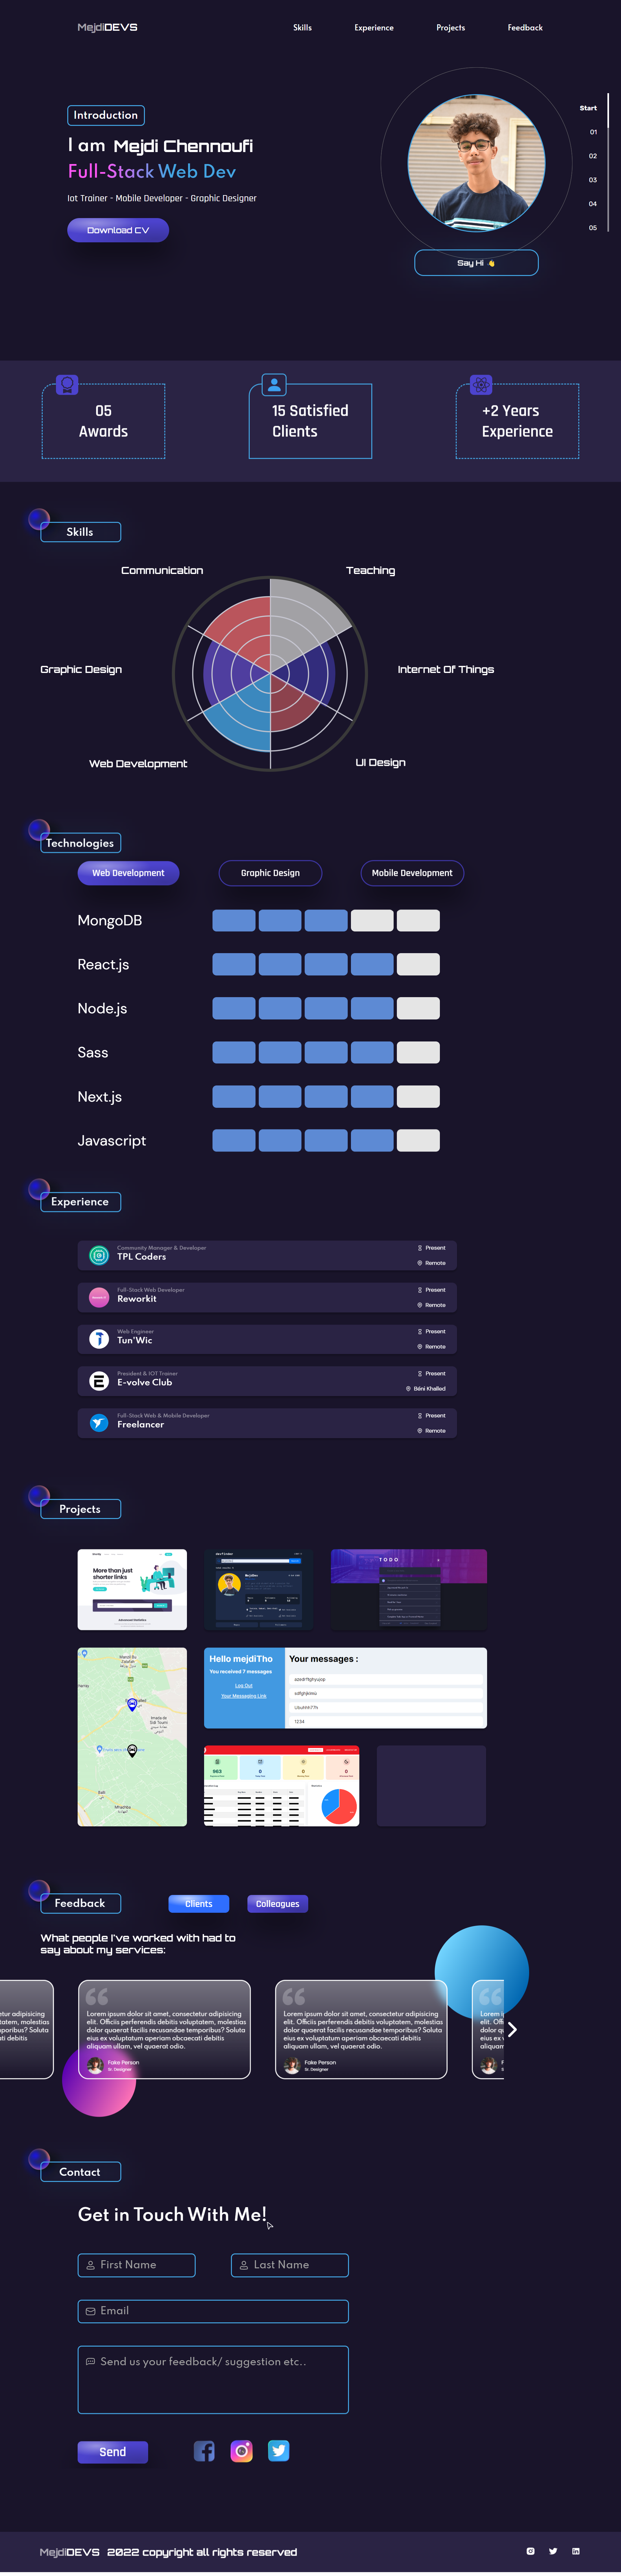 MejdiDEVS
Skills
Experience
Projects
Feedback
Introduction
I am Mejdi Chennoufi
Full-Stack Web Dev
Iot Trainer - Mobile Developer - Graphic Designer
Download CV
Start
01
02
03
04
05
Say Hi 👋
05
Awards
15 Satisfied
Clients
+2 Years
Experience
Skills
Communication
Teaching
Graphic Design
Internet Of Things
Web Development
UI Design
Technologies
Web Development
Graphic Design
Mobile Development
MongoDB
React.js
Node.js
Sass
Next.js
Javascript
Experience
Community Manager & Developer
TPL Coders
Present
Remote
Full-Stack Web Developer
Reworkit
Present
Remote
Web Engineer
Tun'Wic
Present
Remote
President & IOT Trainer
E-volve Club
Present
Béni Khalled
Full-Stack Web & Mobile Developer
Freelancer
Present
Remote
Projects
More than just
shorter links
devfinder
TODO
Hello mejdiTho
You received 7 messages
Log Out
Your Messaging Link
Your messages :
1234
963
0
0
0
Feedback
Clients
Colleagues
What people I've worked with had to
say about my services:
Lorem ipsum dolor sit amet, consectetur adipisicing
elit. Officiis perferendis debitis voluptatem, molestias
dolor quaerat facilis recusandae temporibus? Soluta
eius ex voluptatum aperiam obcaecati debitis
aliquam ullam, vel quaerat odio.
Fake Person
Sr. Designer
Lorem ipsum dolor sit amet, consectetur adipisicing
elit. Officiis perferendis debitis voluptatem, molestias
dolor quaerat facilis recusandae temporibus? Soluta
eius ex voluptatum aperiam obcaecati debitis
aliquam ullam, vel quaerat odio.
Fake Person
Sr. Designer
Contact
Get in Touch With Me!
First Name
Last Name
Email
Send us your feedback/ suggestion etc..
Send
MejdiDEVS 2022 copyright all rights reserved